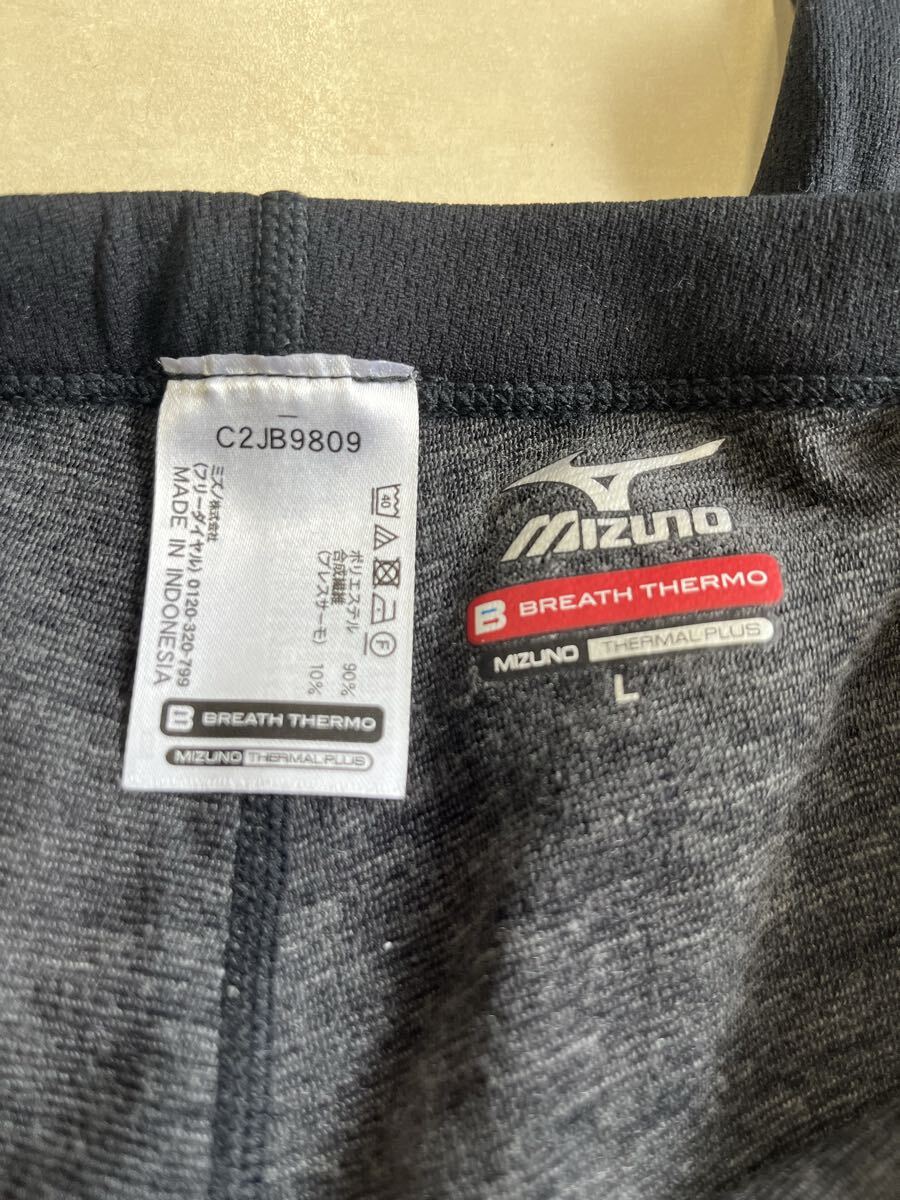 C2JB9809
ミズノ株式会社
(フリーダイヤル) 0120-320-799
MADE IN INDONESIA
40
F
ポリエステル 90%
合成繊維
(ブレスサーモ) 10%
B BREATH THERMO
MIZUNO THERMAL PLUS
MIZUNO
B BREATH THERMO
MIZUNO THERMAL PLUS
L